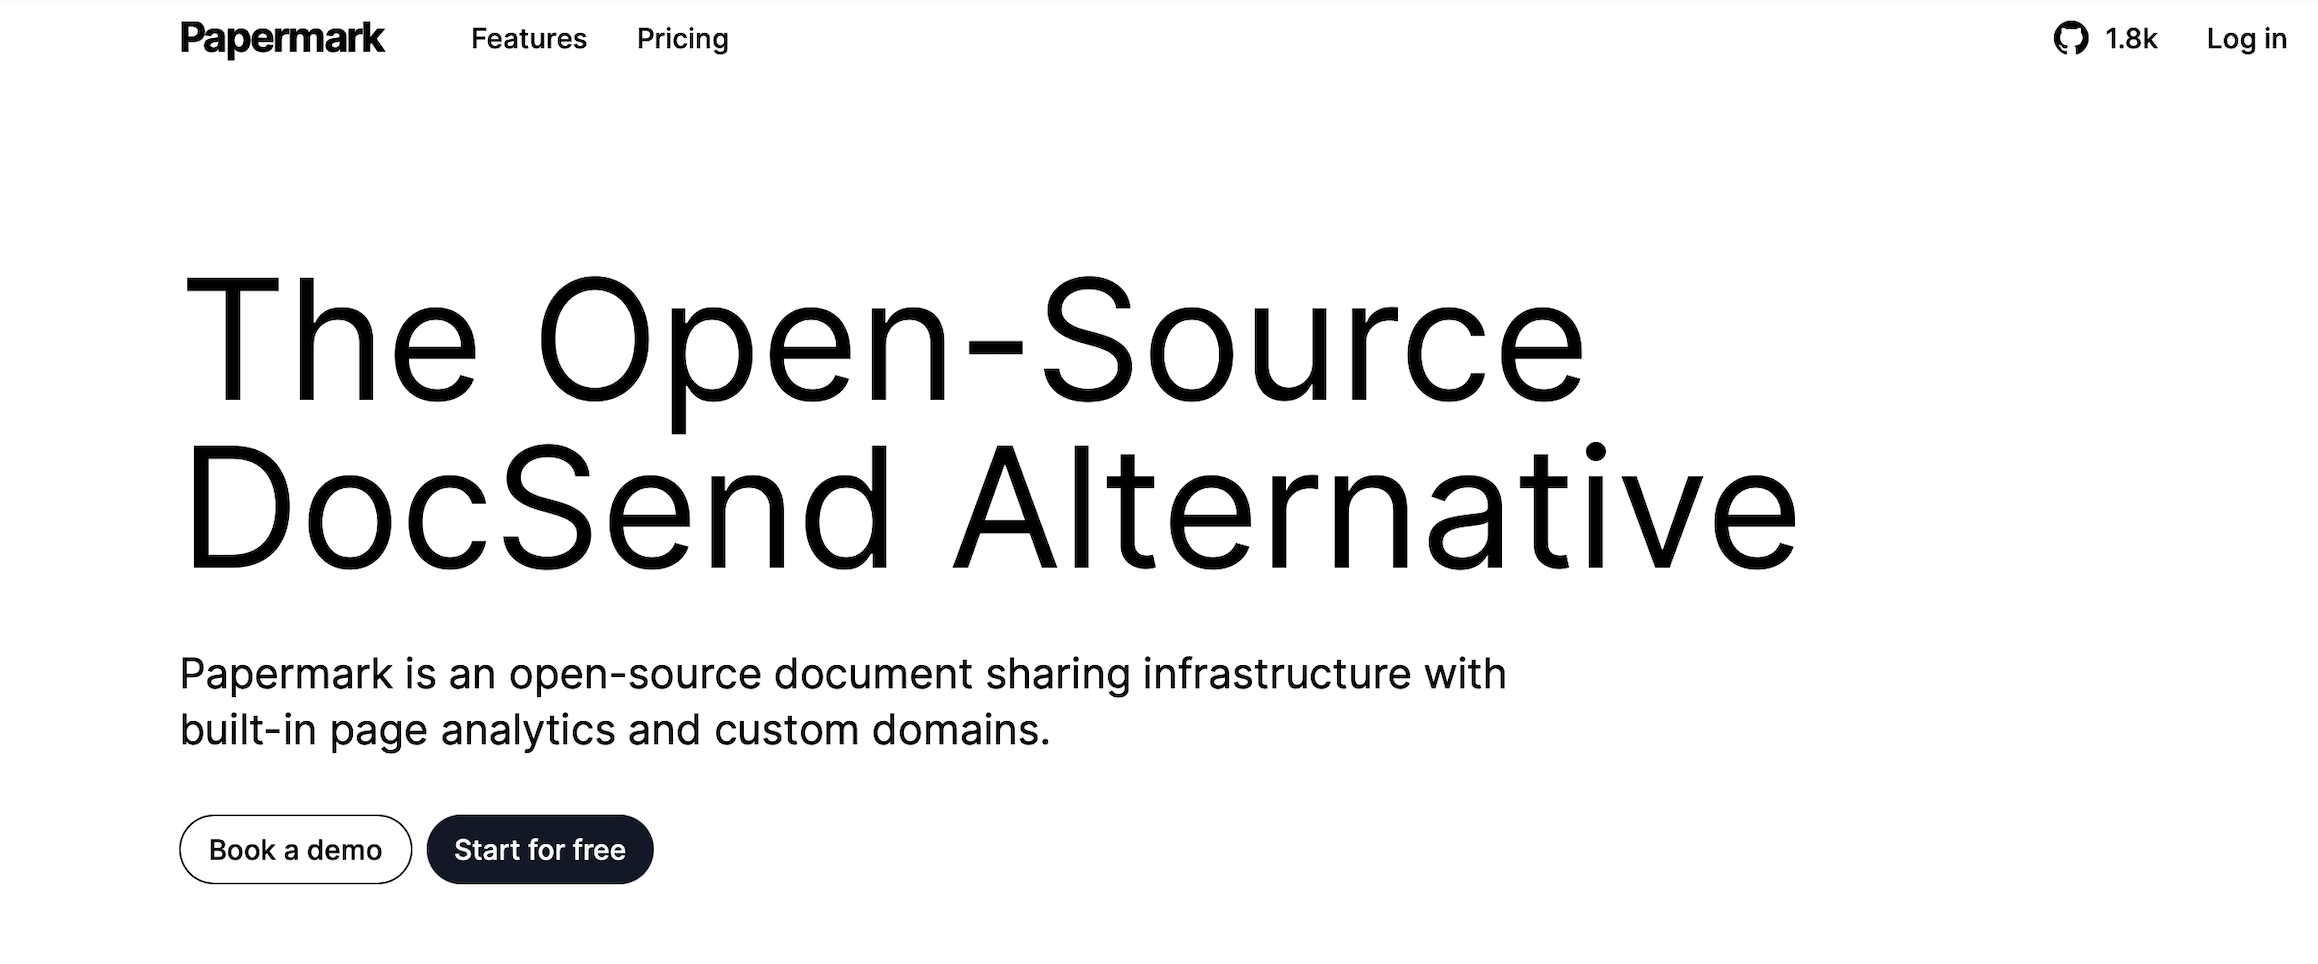 Papermark Features Pricing 1.8k Log in
The Open-Source
DocSend Alternative
Papermark is an open-source document sharing infrastructure with
built-in page analytics and custom domains.
Book a demo Start for free